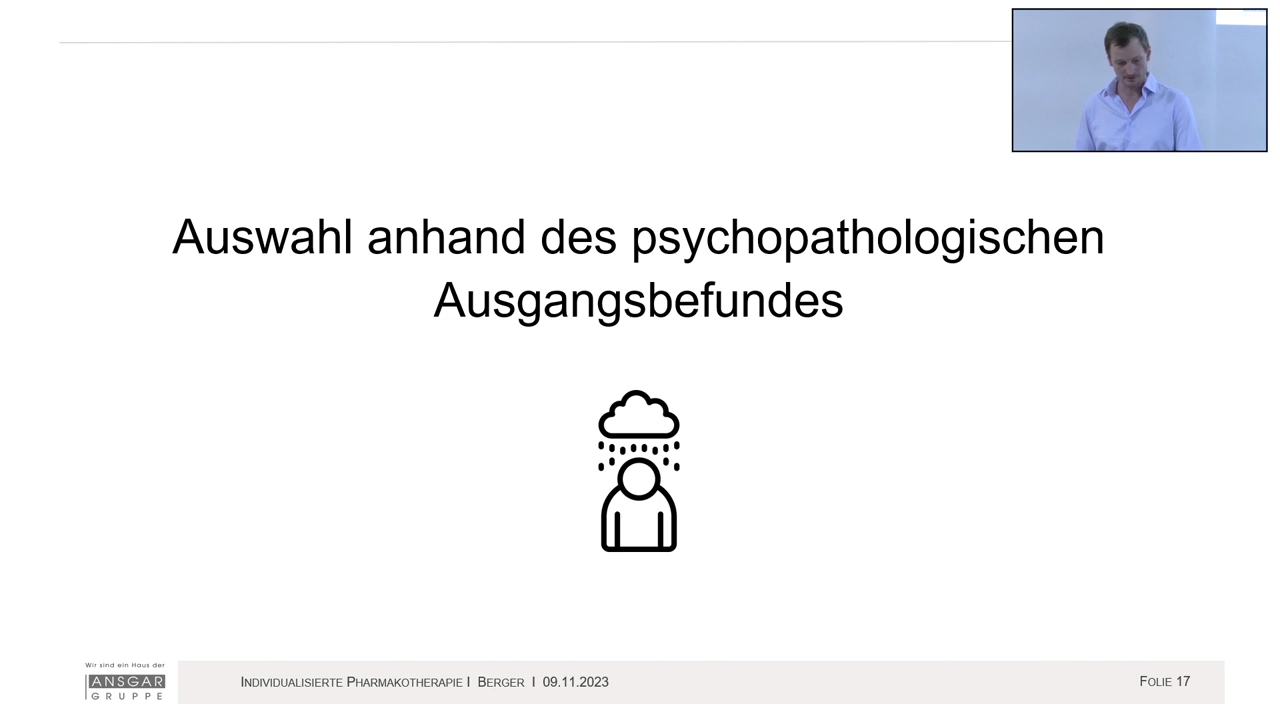 Auswahl anhand des psychopathologischen
Ausgangsbefundes
Wir sind ein Haus der
ANSGAR
GRUPPE
INDIVIDUALISIERTE PHARMAKOTHERAPIE I BERGER I 09.11.2023
FOLIE 17